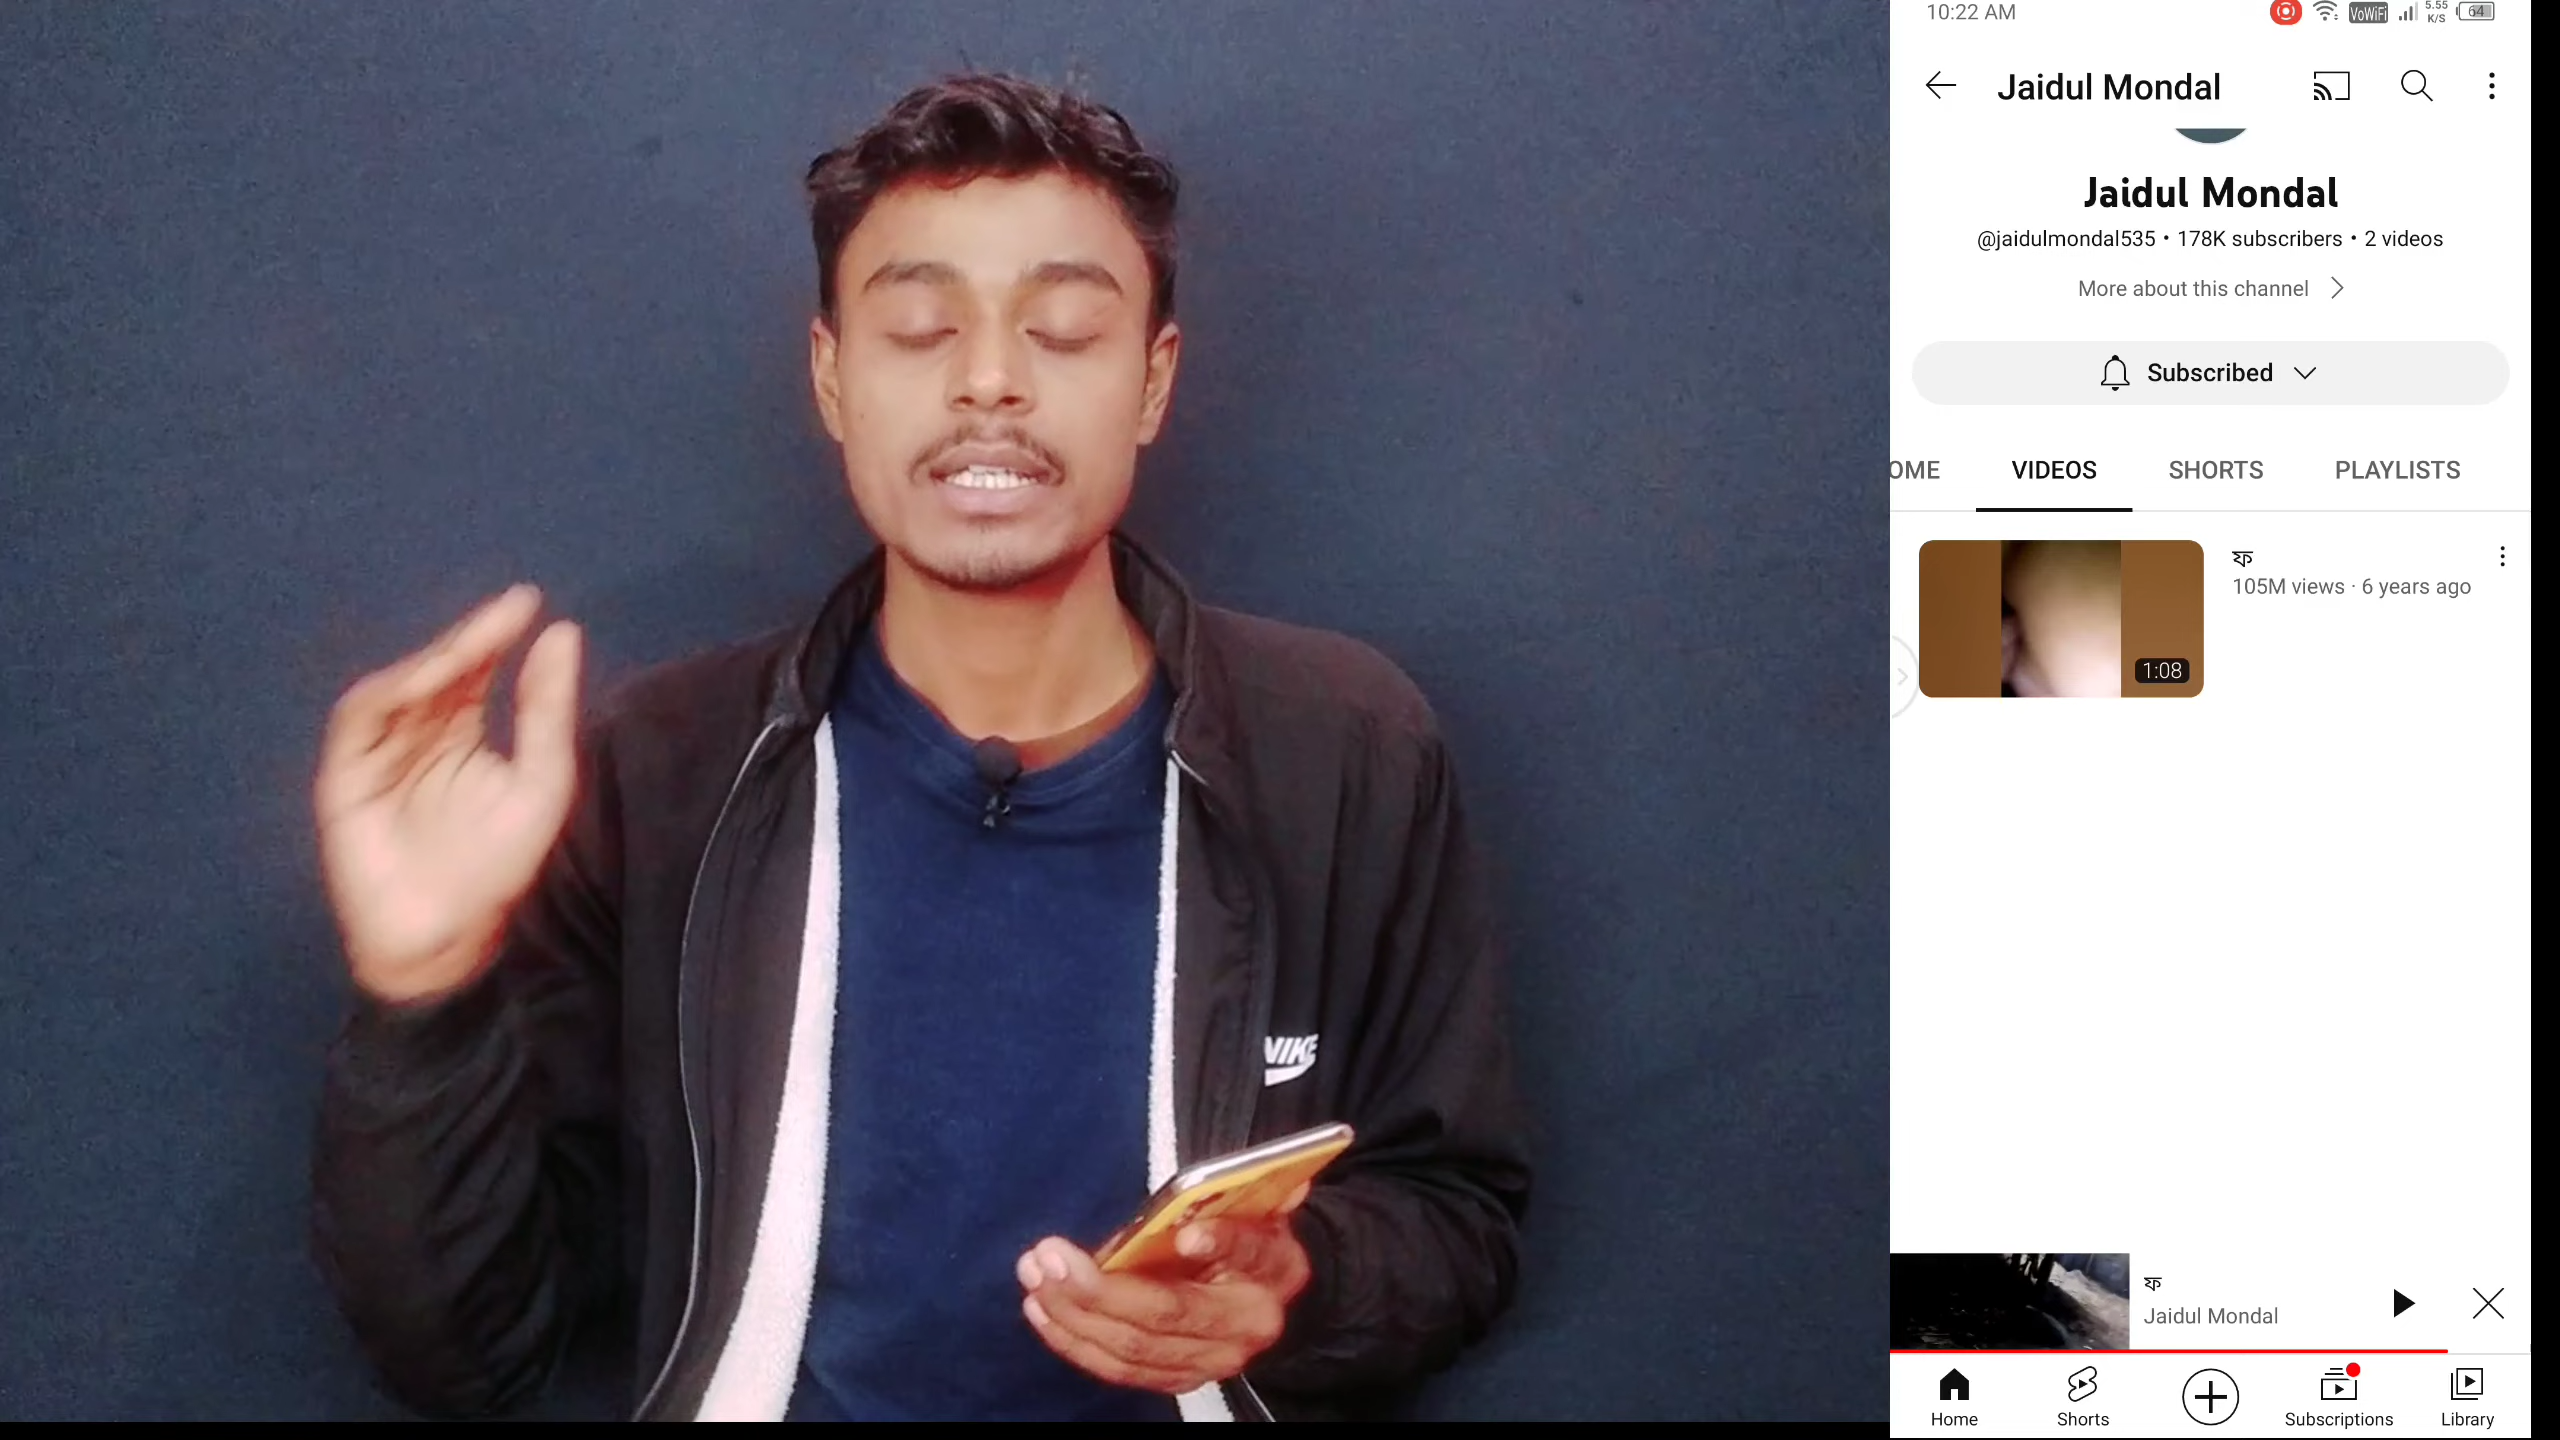 10:22 AM
VoWiFi
5.55
K/S
64
Jaidul Mondal
Jaidul Mondal
@jaidulmondal535 • 178K subscribers • 2 videos
More about this channel
Subscribed
OME
VIDEOS
SHORTS
PLAYLISTS
ফ
105M views · 6 years ago
1:08
NIKE
ফ
Jaidul Mondal
Home
Shorts
Subscriptions
Library